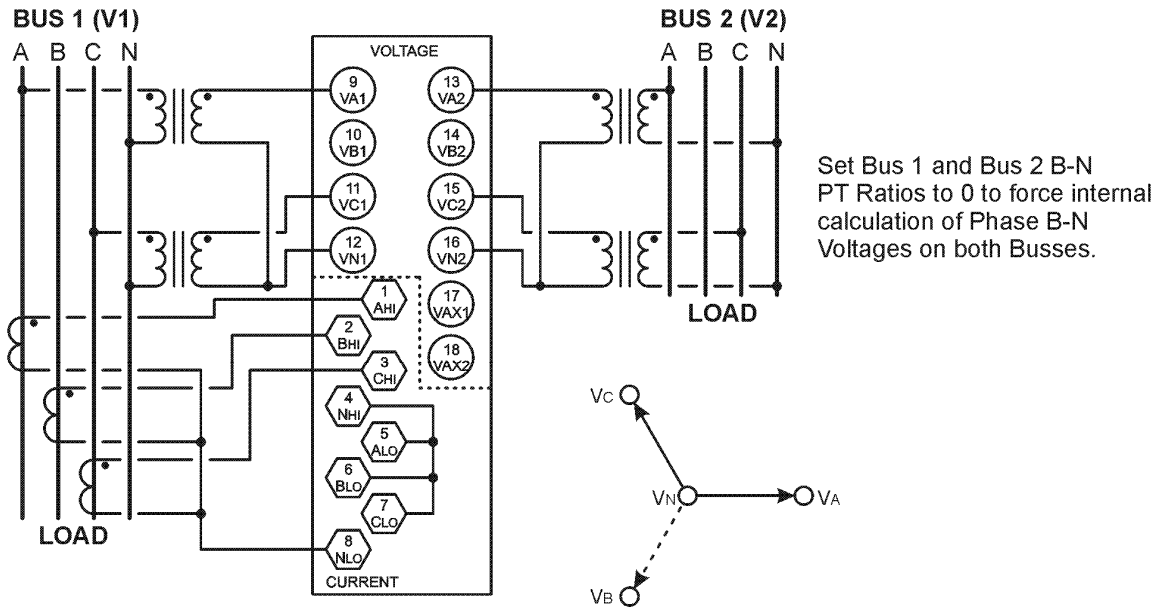 BUS 1 (V1)
A B C N
BUS 2 (V2)
A B C N
VOLTAGE
9
VA1
13
VA2
10
VB1
14
VB2
11
VC1
15
VC2
12
VN1
16
VN2
1
AHI
17
VAX1
2
BHI
3
CHI
18
VAX2
4
NHI
5
ALO
6
BLO
7
CLO
8
NLO
CURRENT
LOAD
LOAD
Set Bus 1 and Bus 2 B-N
PT Ratios to 0 to force internal
calculation of Phase B-N
Voltages on both Busses.
VC
VN
VA
VB